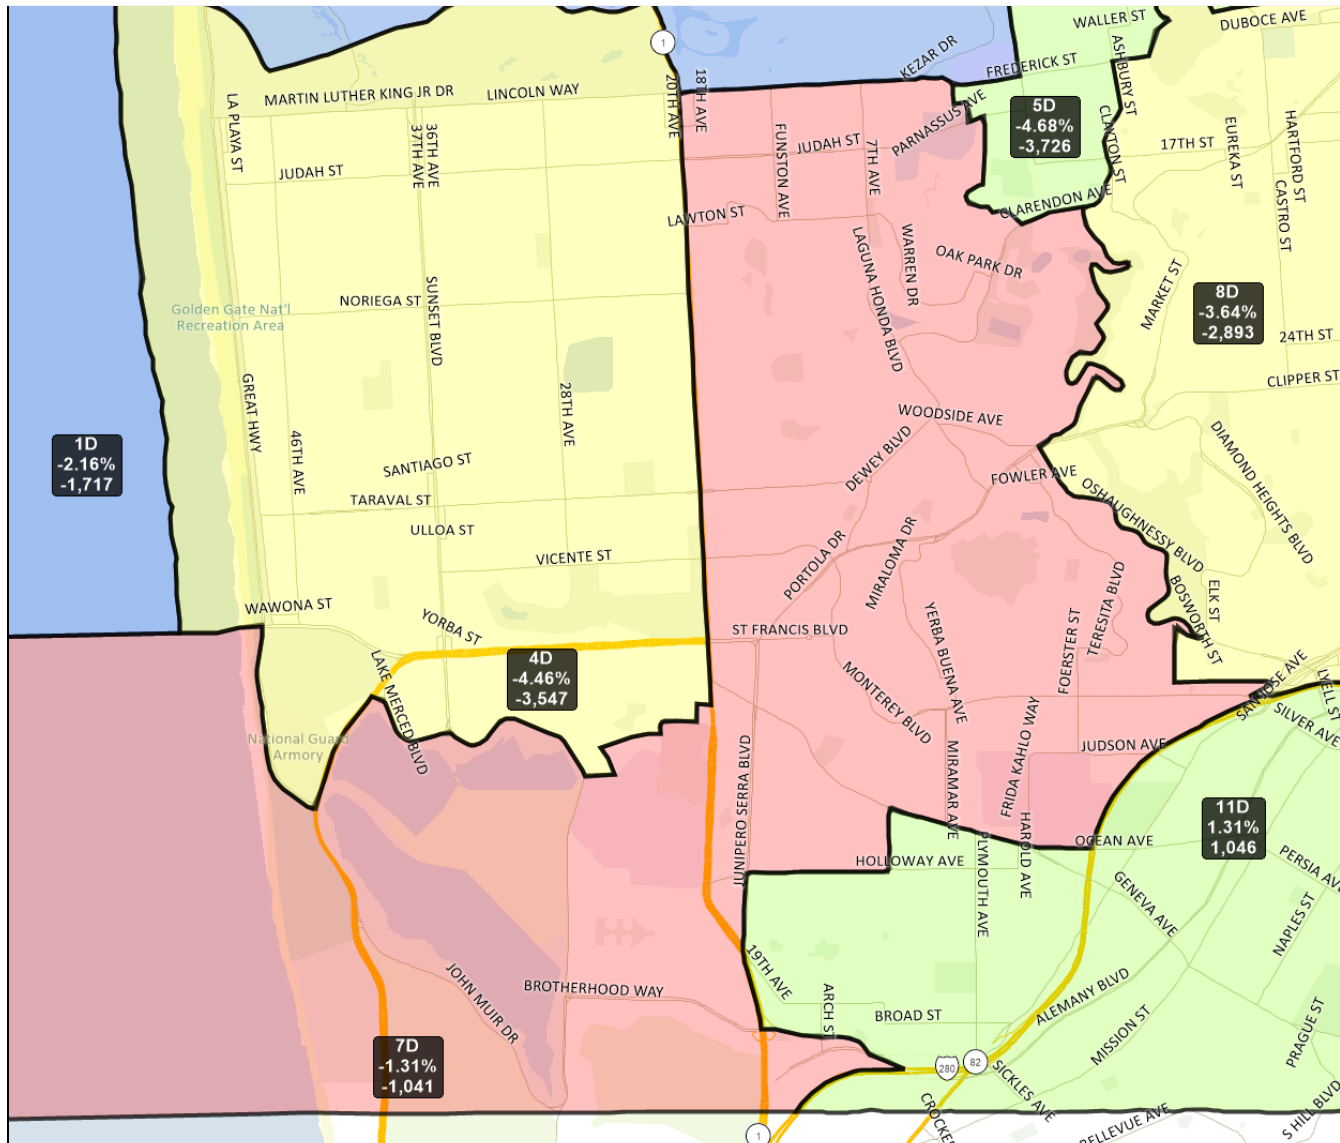 WALLER ST
DUBOCE AVE
1
KEZAR DR
FREDERICK ST
ASHBURY ST
MARTIN LUTHER KING JR DR
LINCOLN WAY
20TH AVE
18TH AVE
LA PLAYA ST
37TH AVE
36TH AVE
FUNSTON AVE
JUDAH ST
7TH AVE
PARNASSUS AVE
5D
-4.68%
-3,726
CLAYTON ST
17TH ST
EUREKA ST
HARTFORD ST
CASTRO ST
JUDAH ST
CLARENDON AVE
LAWTON ST
LAGUNA HONDA BLVD
WARREN DR
OAK PARK DR
MARKET ST
8D
-3.64%
-2,893
24TH ST
CLIPPER ST
Golden Gate Nat'l
Recreation Area
NORIEGA ST
SUNSET BLVD
GREAT HWY
46TH AVE
28TH AVE
1D
-2.16%
-1,717
SANTIAGO ST
TARAVAL ST
ULLOA ST
VICENTE ST
WOODSIDE AVE
DEWEY BLVD
FOWLER AVE
OSHAUGHNESSY BLVD
DIAMOND HEIGHTS BLVD
PORTOLA DR
MIRALOMA DR
TERESITA BLVD
ELK ST
BOSWORTH ST
WAWONA ST
YORBA ST
ST FRANCIS BLVD
YERBA BUENA AVE
FOERSTER ST
4D
-4.46%
-3,547
LAKE MERCED BLVD
MONTEREY BLVD
SAN JOSE AVE
LYELL ST
SILVER AVE
National Guard
Armory
JUNIPERO SERRA BLVD
MIRAMAR AVE
FRIDA KAHLO WAY
JUDSON AVE
11D
1.31%
1,046
OCEAN AVE
HOLLOWAY AVE
PLYMOUTH AVE
HAROLD AVE
GENEVA AVE
PERSIA AVE
NAPLES ST
19TH AVE
JOHN MUIR DR
BROTHERHOOD WAY
ARCH ST
BROAD ST
ALEMANY BLVD
MISSION ST
PRAGUE ST
7D
-1.31%
-1,041
280
82
SICKLES AVE
CROCKE
BELLEVUE AVE
S HILL BLVD
1